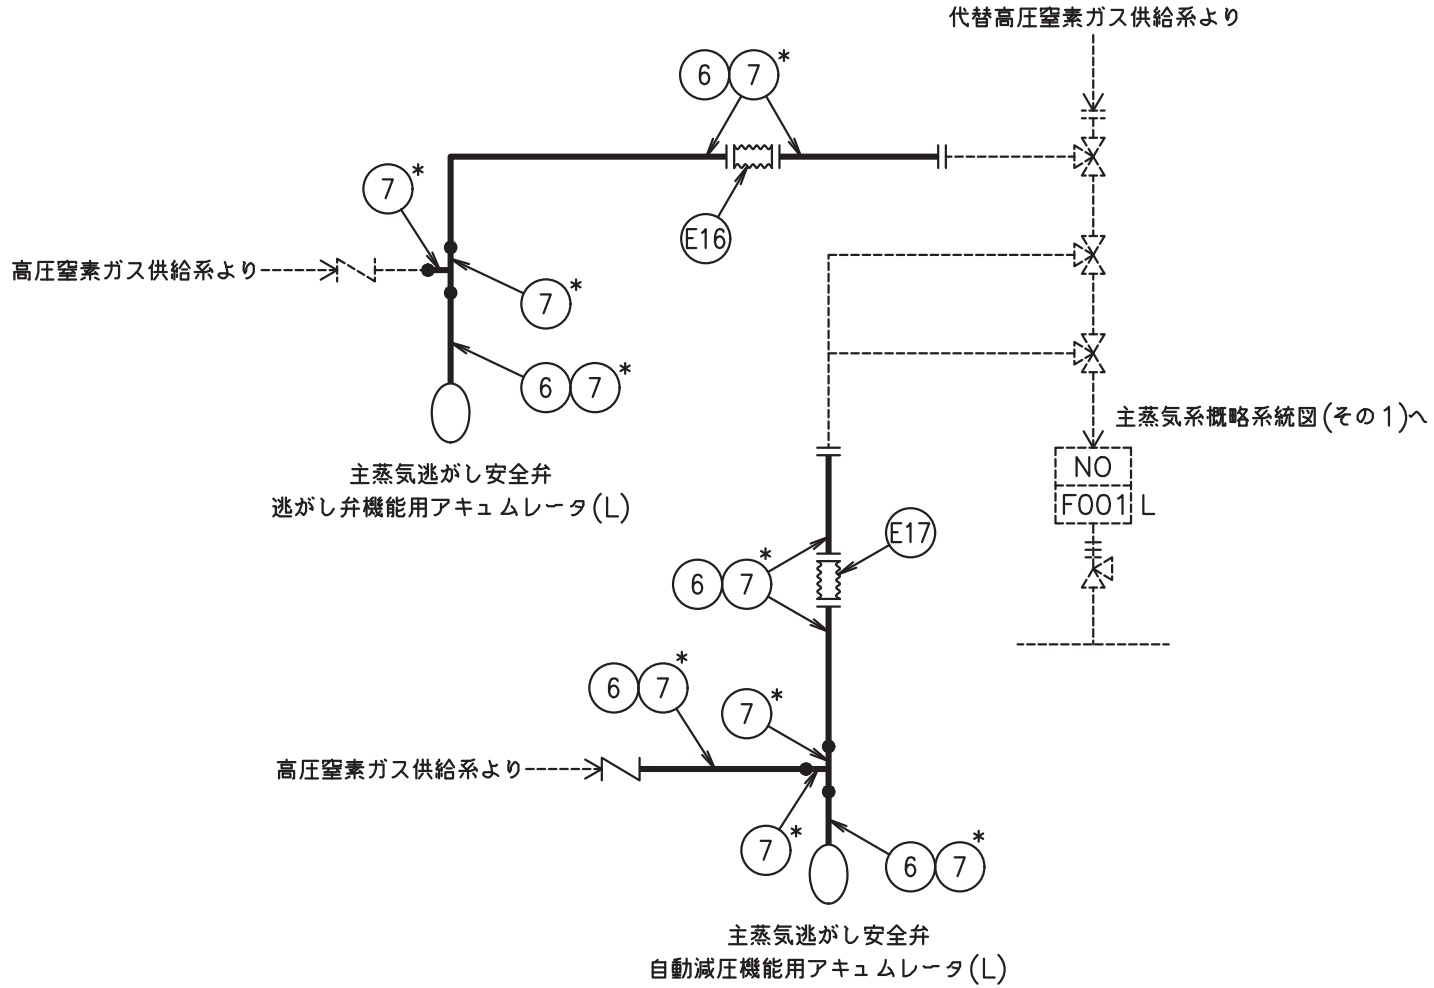 代替高圧窒素ガス供給系より
6 7*
7*
E16
高圧窒素ガス供給系より
7*
6 7*
主蒸気系概略系統図(その1)へ
NO
F001 L
主蒸気逃がし安全弁
逃がし弁機能用アキュムレータ(L)
E17
6 7*
6 7*
7*
高圧窒素ガス供給系より
7*
6 7*
主蒸気逃がし安全弁
自動減圧機能用アキュムレータ(L)